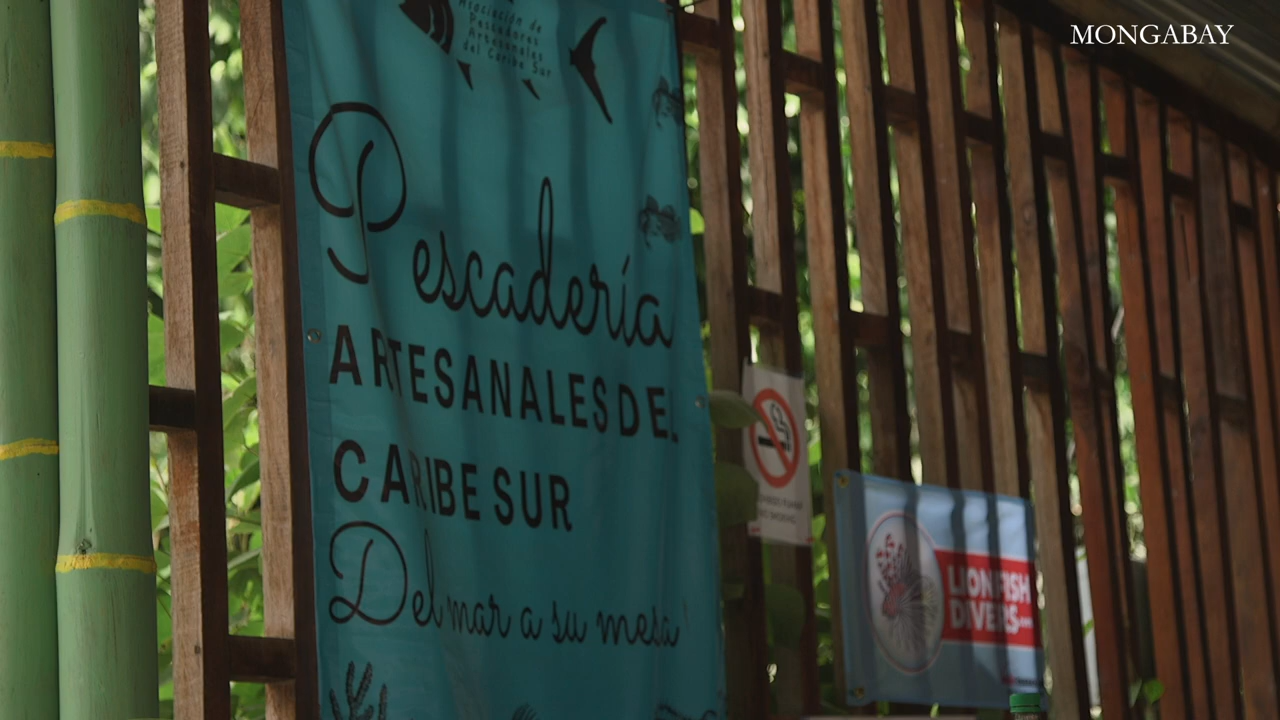 MONGABAY
Asociación de
Pescadores
Artesanales
del Caribe Sur
Pescadería
ARTESANALES DEL
CARIBE SUR
Del mar a su mesa
LIONFISH
DIVERS